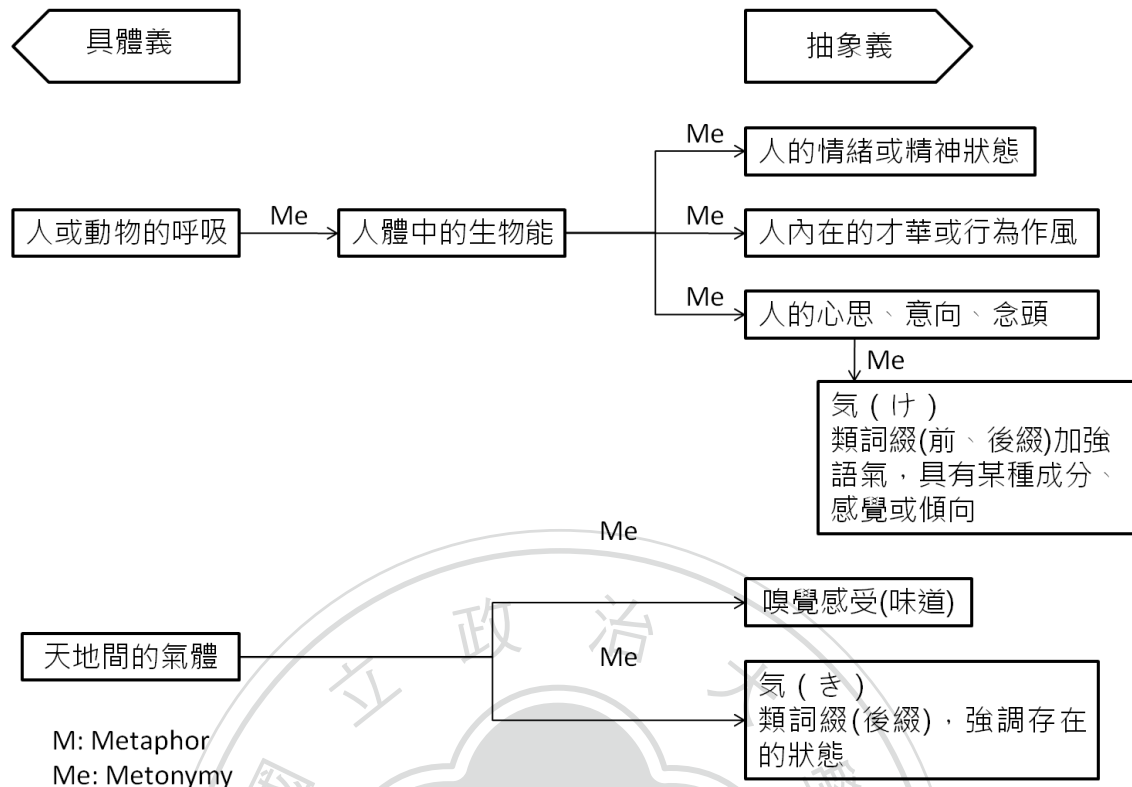 具體義
抽象義
Me
人的情緒或精神狀態
人或動物的呼吸
Me
人體中的生物能
Me
人內在的才華或行為作風
Me
人的心思、意向、念頭
Me
気(け)
類詞綴(前、後綴)加強
語氣，具有某種成分、
感覺或傾向
Me
嗅覺感受(味道)
天地間的氣體
Me
気(き)
類詞綴(後綴)，強調存在
的狀態
M: Metaphor
Me: Metonymy
立 政 治 大